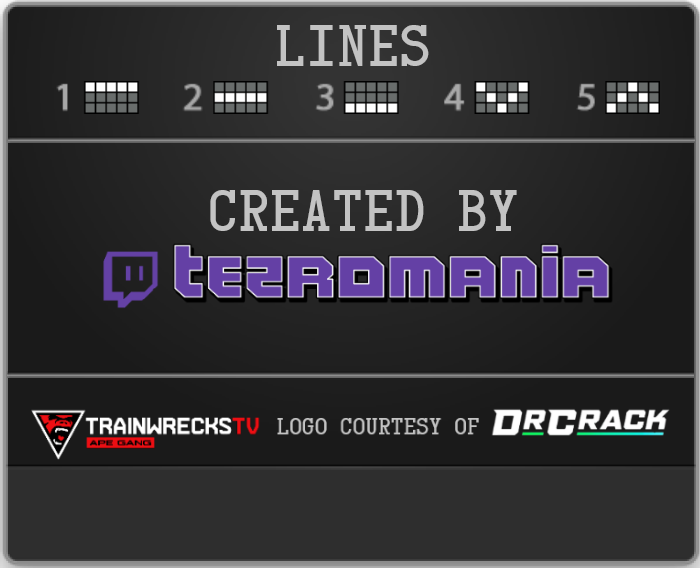 LINES
1 2 3 4 5
CREATED BY
tezromania
TRAINWRECKSTV LOGO COURTESY OF DRCRACK
APE GANG